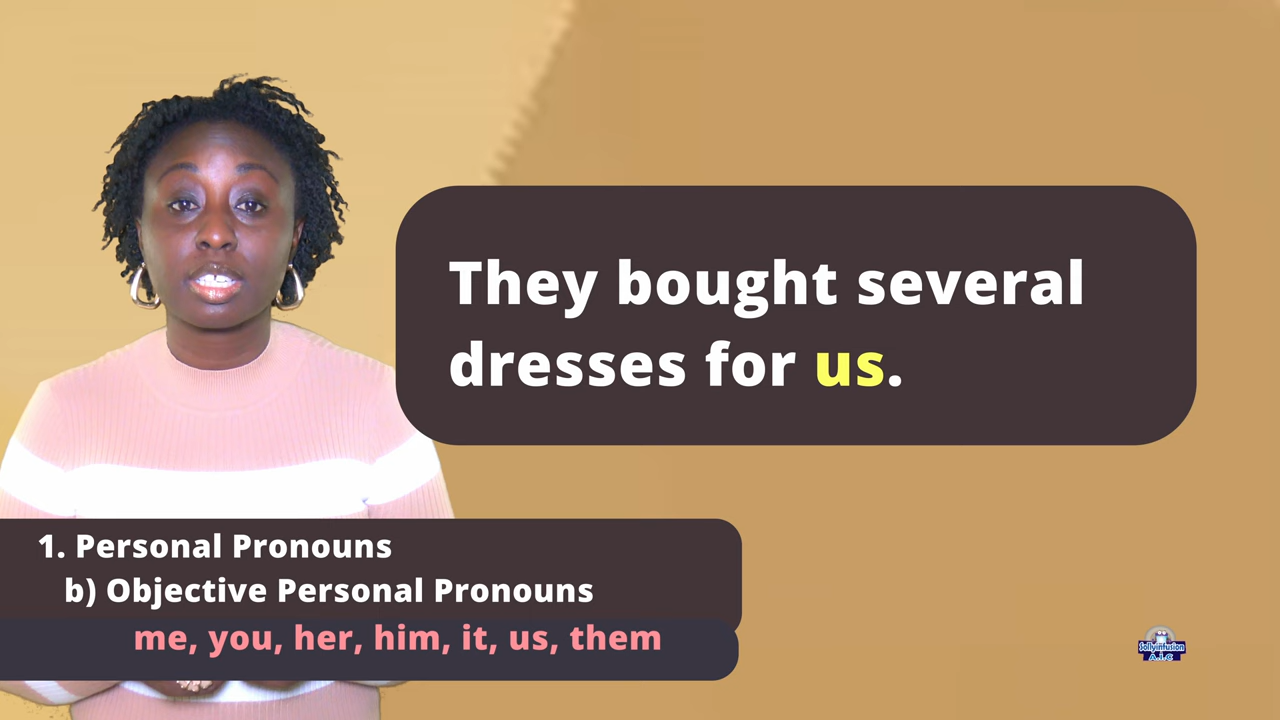 They bought several
dresses for us.
1. Personal Pronouns
b) Objective Personal Pronouns
me, you, her, him, it, us, them
Sollyinfusion
A.I.C